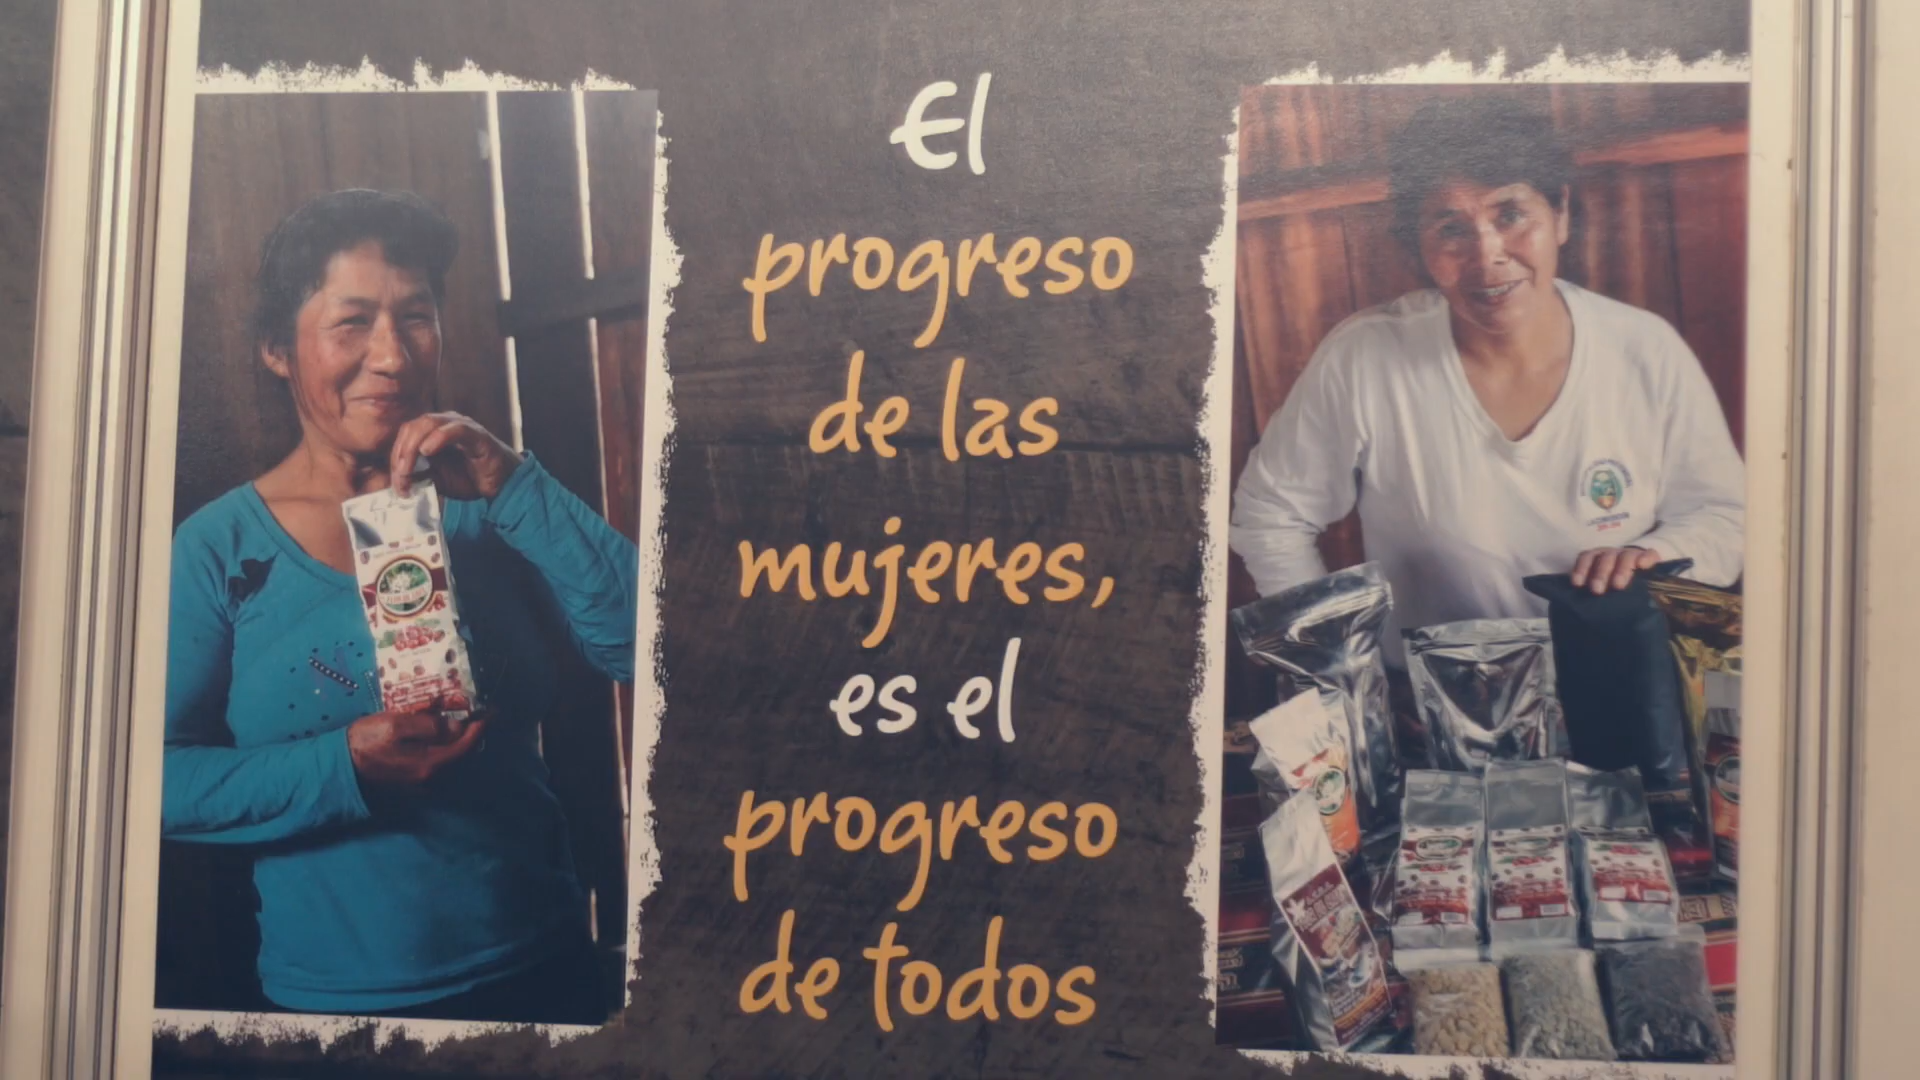 El
progreso
de las
mujeres,
es el
progreso
de todos